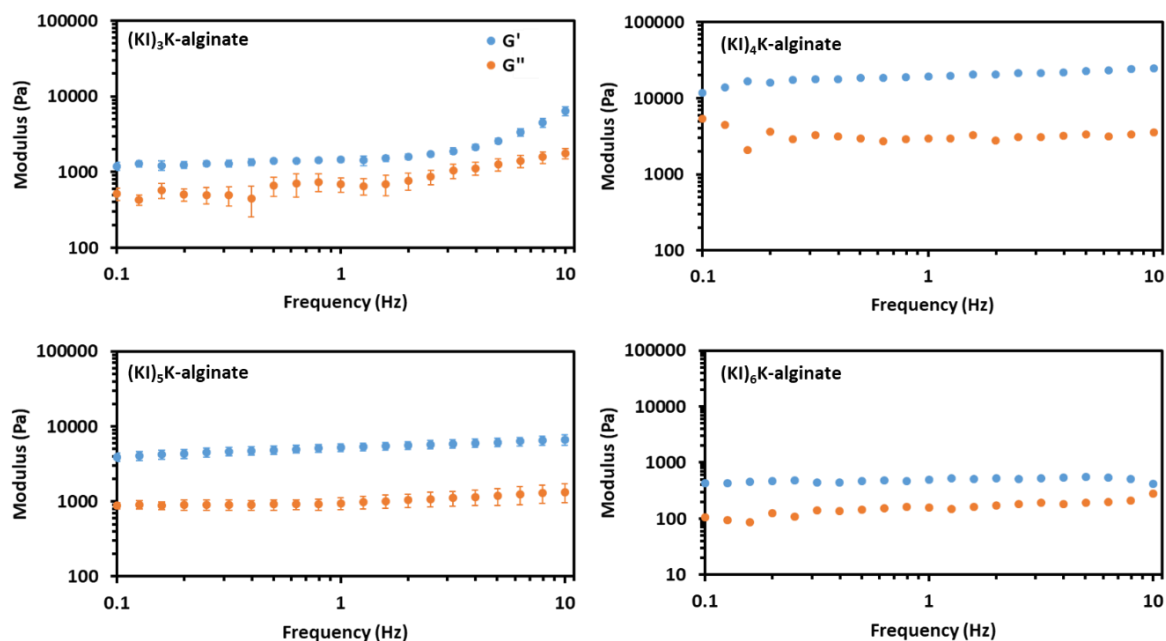 (KI)₃K-alginate
G'
G"
Modulus (Pa)
100000
10000
1000
100
0.1
1
10
Frequency (Hz)
(KI)₄K-alginate
Modulus (Pa)
100000
10000
1000
100
0.1
1
10
Frequency (Hz)
(KI)₅K-alginate
Modulus (Pa)
100000
10000
1000
100
0.1
1
10
Frequency (Hz)
(KI)₆K-alginate
Modulus (Pa)
100000
10000
1000
100
10
0.1
1
10
Frequency (Hz)